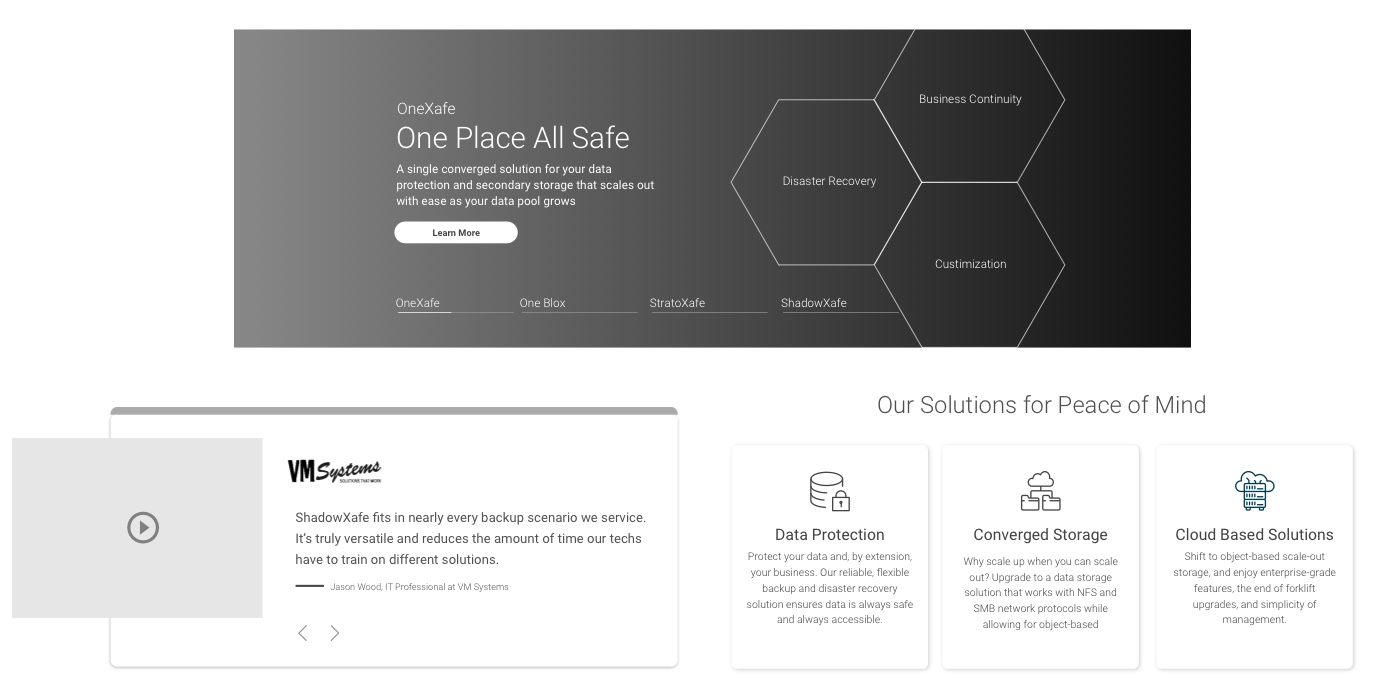 OneXafe
One Place All Safe
A single converged solution for your data
protection and secondary storage that scales out
with ease as your data pool grows
Learn More
OneXafe
One Blox
StratoXafe
ShadowXafe
Business Continuity
Disaster Recovery
Custimization
VM Systems
SOLUTIONS THAT WORK
ShadowXafe fits in nearly every backup scenario we service.
It’s truly versatile and reduces the amount of time our techs
have to train on different solutions.
Jason Wood, IT Professional at VM Systems
Our Solutions for Peace of Mind
Data Protection
Protect your data and, by extension,
your business. Our reliable, flexible
backup and disaster recovery
solution ensures data is always safe
and always accessible.
Converged Storage
Why scale up when you can scale
out? Upgrade to a data storage
solution that works with NFS and
SMB network protocols while
allowing for object-based
Cloud Based Solutions
Shift to object-based scale-out
storage, and enjoy enterprise-grade
features, the end of forklift
upgrades, and simplicity of
management.